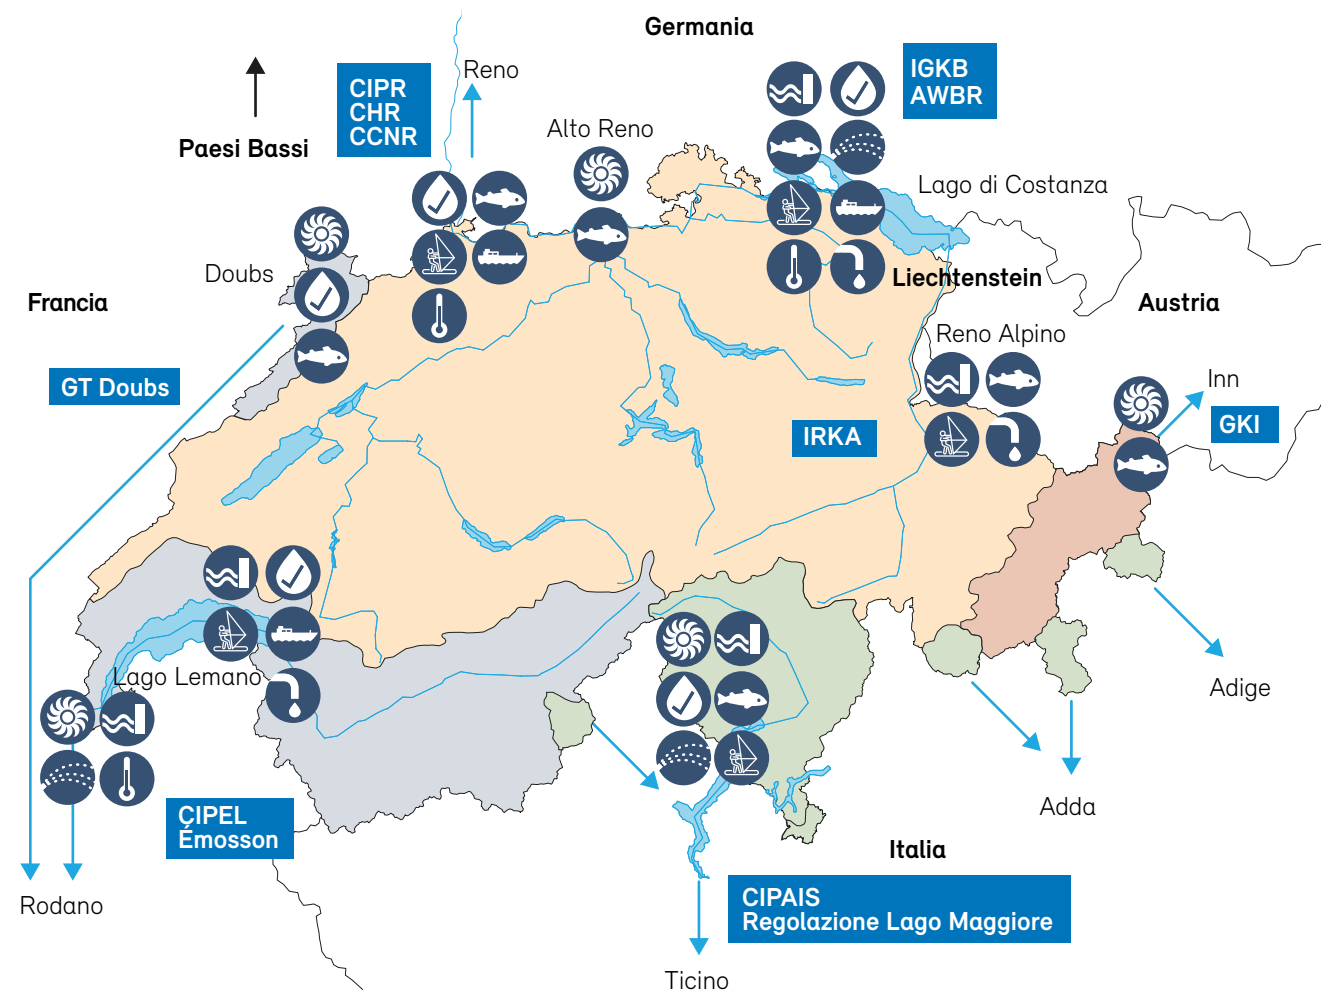 Germania
IGKB
AWBR
Reno
CIPR
CHR
CCNR
Alto Reno
Paesi Bassi
Lago di Costanza
Doubs
Liechtenstein
Francia
Austria
Reno Alpino
GT Doubs
Inn
GKI
IRKA
Lago Lemano
Adige
Adda
CIPEL
Émosson
Italia
Rodano
CIPAIS
Regolazione Lago Maggiore
Ticino